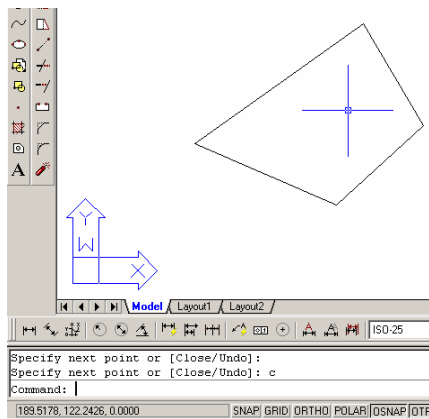 A
Y
W
X
Model Layout1 Layout2
ISO-25
Specify next point or [Close/Undo]:
Specify next point or [Close/Undo]: c
Command:
189.5178, 122.2426, 0.0000 SNAP GRID ORTHO POLAR OSNAP OTR